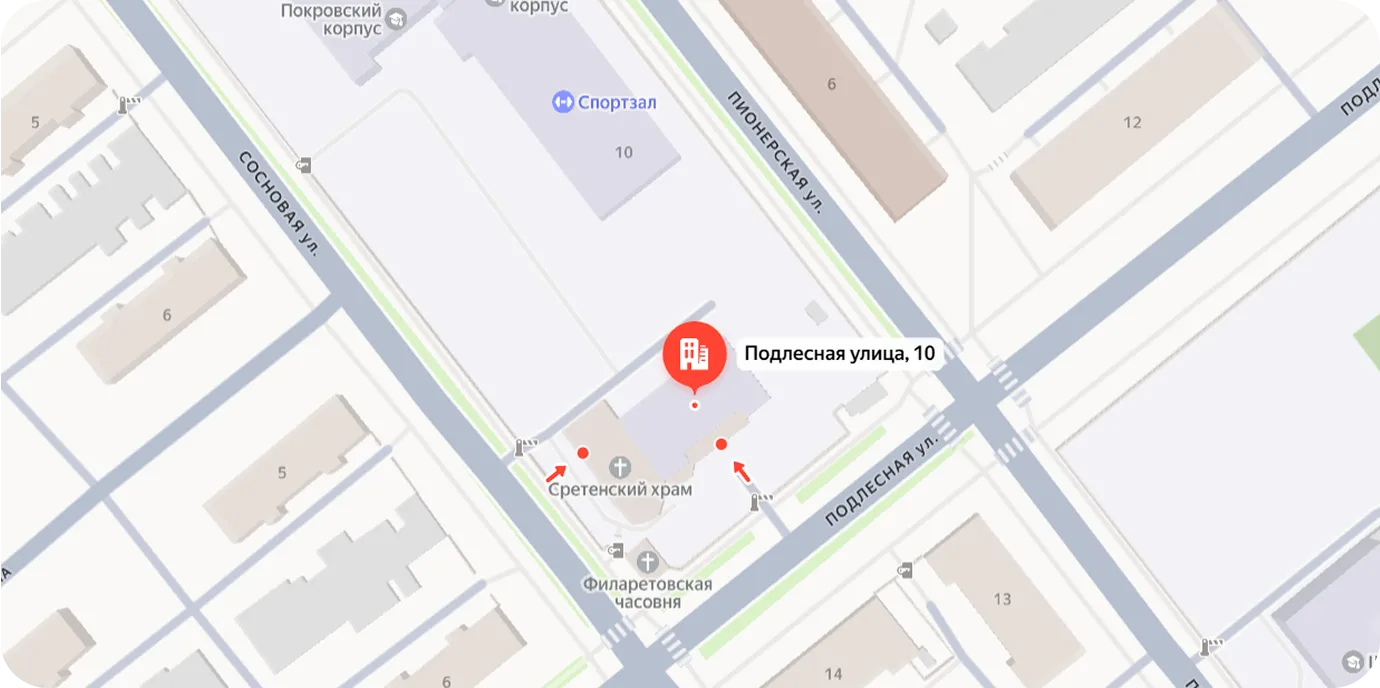 Покровский
корпус
корпус
Спортзал
10
5
6
12
ПИОНЕРСКАЯ ул.
СОСНОВАЯ ул.
6
Подлесная улица, 10
5
Сретенский храм
ПОДЛЕСНАЯ ул.
Филаретовская
часовня
13
14
6